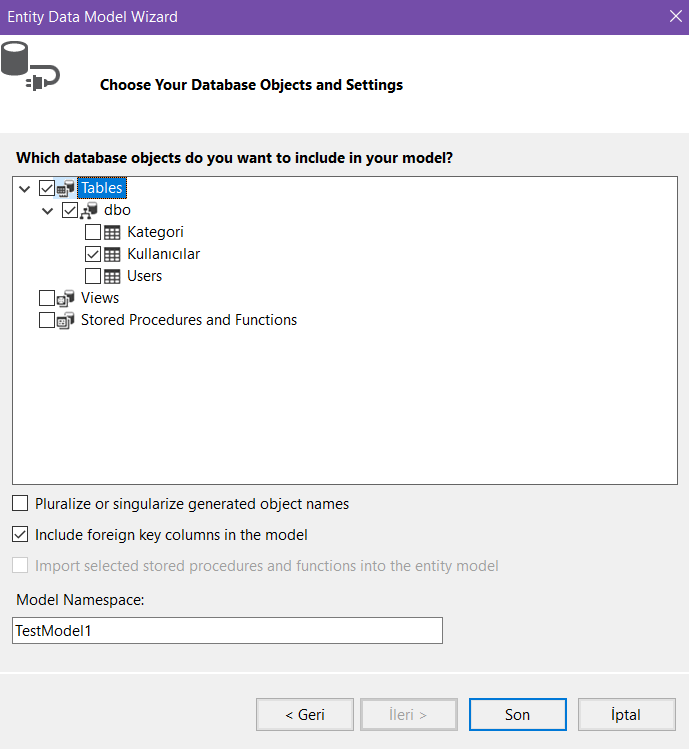 Entity Data Model Wizard
Choose Your Database Objects and Settings
Which database objects do you want to include in your model?
Tables
dbo
Kategori
Kullanıcılar
Users
Views
Stored Procedures and Functions
Pluralize or singularize generated object names
Include foreign key columns in the model
Import selected stored procedures and functions into the entity model
Model Namespace:
TestModel1
< Geri İleri > Son İptal